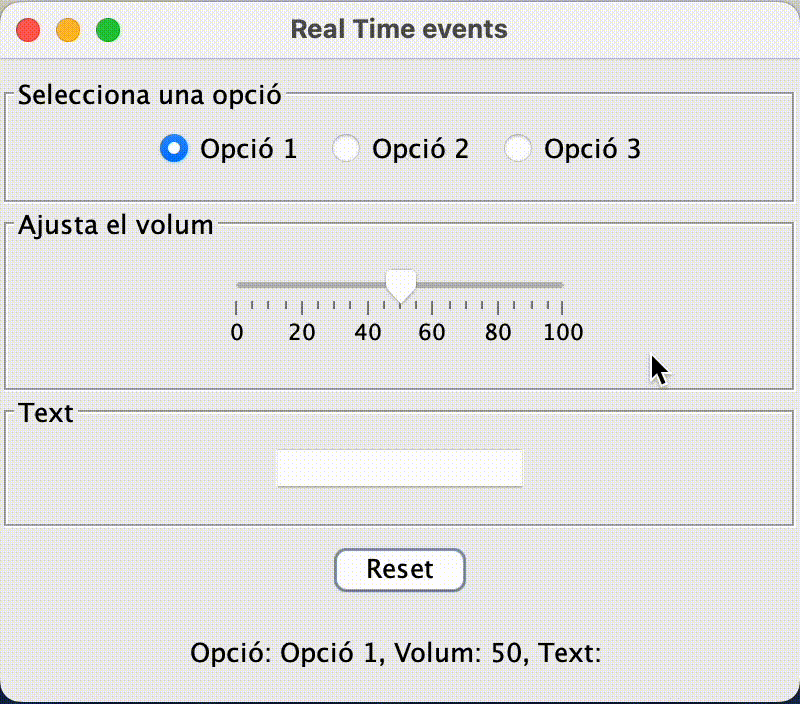 Real Time events
Selecciona una opció
Opció 1 Opció 2 Opció 3
Ajusta el volum
0 20 40 60 80 100
Text
Reset
Opció: Opció 1, Volum: 50, Text: